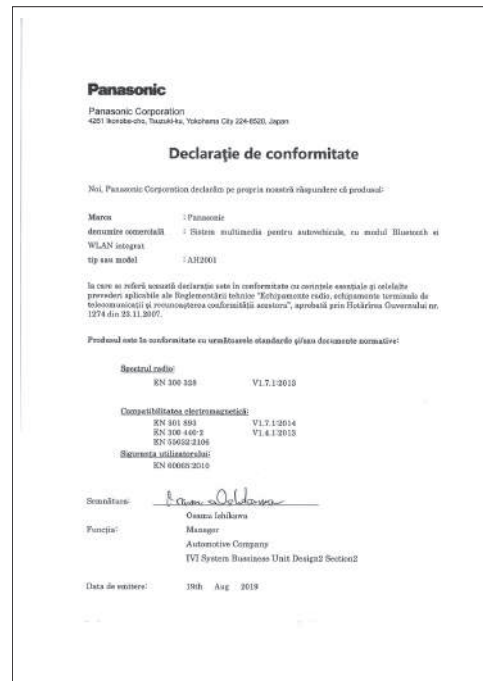 Panasonic
Panasonic Corporation
4261 Ikonobe-cho, Tsuzuki-ku, Yokohama City 224-8520, Japan
Declarație de conformitate
Noi, Panasonic Corporation declarăm pe propria noastră răspundere că produsul:
Marca : Panasonic
denumire comercială : Sistem multimedia pentru autovehicule, cu modul Bluetooth si
WLAN integrat
tip sau model : AH2001
la care se referă această declarație este în conformitate cu cerințele esențiale și celelalte
prevederi aplicabile ale Reglementării tehnice "Echipamente radio, echipamente terminale de
telecomunicații și recunoașterea conformității acestora", aprobată prin Hotărîrea Guvernului nr.
1274 din 23.11.2007.
Produsul este în conformitate cu următoarele standarde și/sau documente normative:
Spectrul radio:
EN 300 328 V1.7.1:2013
Compatibilitatea electromagnetică:
EN 301 893 V1.7.1:2014
EN 300 440-2 V1.4.1:2013
EN 55032:2106
Siguranța utilizatorului:
EN 60065:2010
Semnătura:
Osamu Ishikawa
Funcția: Manager
Automotive Company
IVI System Bussiness Unit Design2 Section2
Data de emitere: 19th Aug 2019